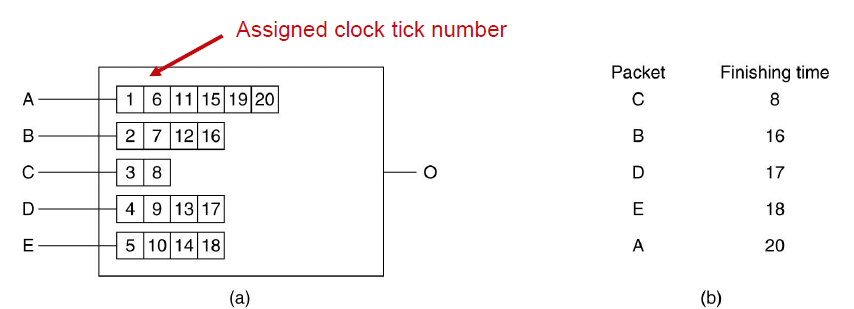 Assigned clock tick number
A 1 6 11 15 19 20
B 2 7 12 16
C 3 8
O
D 4 9 13 17
E 5 10 14 18
(a)
Packet Finishing time
C 8
B 16
D 17
E 18
A 20
(b)